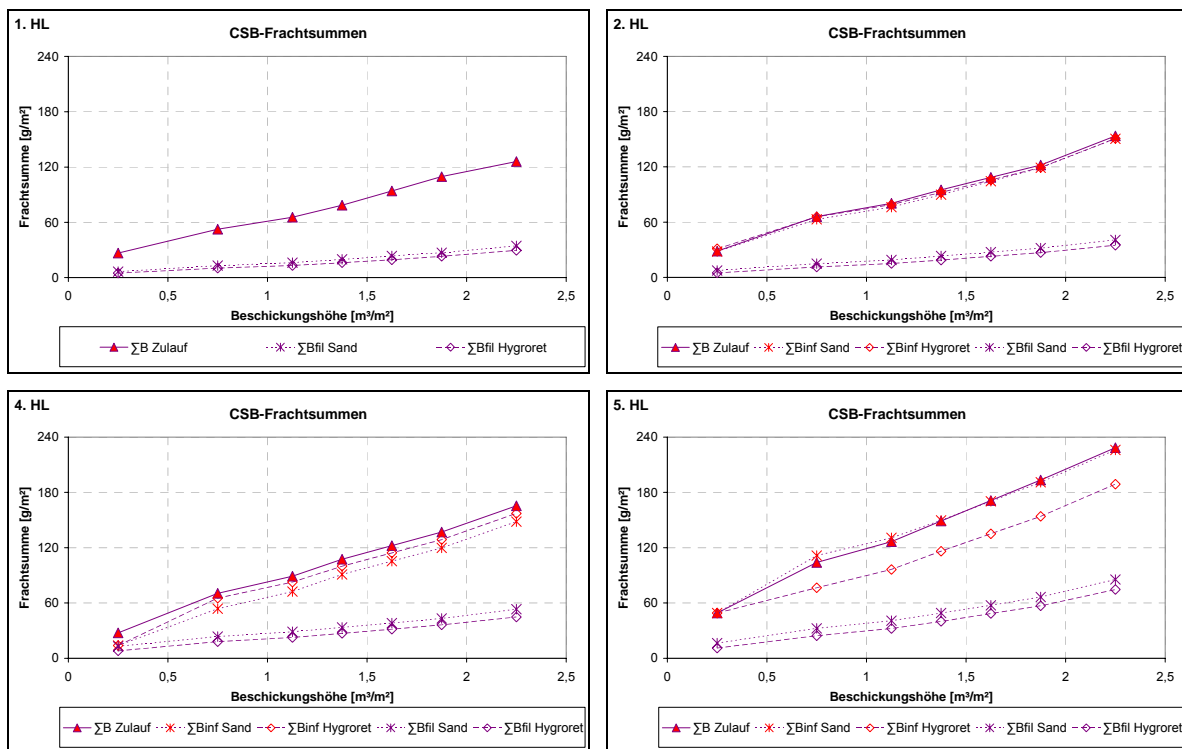 1. HL
CSB-Frachtsummen
Frachtsumme [g/m²]
240
180
120
60
0
0 0,5 1 1,5 2 2,5
Beschickungshöhe [m³/m²]
∑B Zulauf ∑Bfil Sand ∑Bfil Hygroret
2. HL
CSB-Frachtsummen
Frachtsumme [g/m²]
240
180
120
60
0
0 0,5 1 1,5 2 2,5
Beschickungshöhe [m³/m²]
∑B Zulauf ∑Binf Sand ∑Binf Hygroret ∑Bfil Sand ∑Bfil Hygroret
4. HL
CSB-Frachtsummen
Frachtsumme [g/m²]
240
180
120
60
0
0 0,5 1 1,5 2 2,5
Beschickungshöhe [m³/m²]
∑B Zulauf ∑Binf Sand ∑Binf Hygroret ∑Bfil Sand ∑Bfil Hygroret
5. HL
CSB-Frachtsummen
Frachtsumme [g/m²]
240
180
120
60
0
0 0,5 1 1,5 2 2,5
Beschickungshöhe [m³/m²]
∑B Zulauf ∑Binf Sand ∑Binf Hygroret ∑Bfil Sand ∑Bfil Hygroret